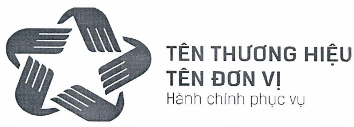 TÊN THƯƠNG HIỆU
TÊN ĐƠN VỊ
Hành chính phục vụ